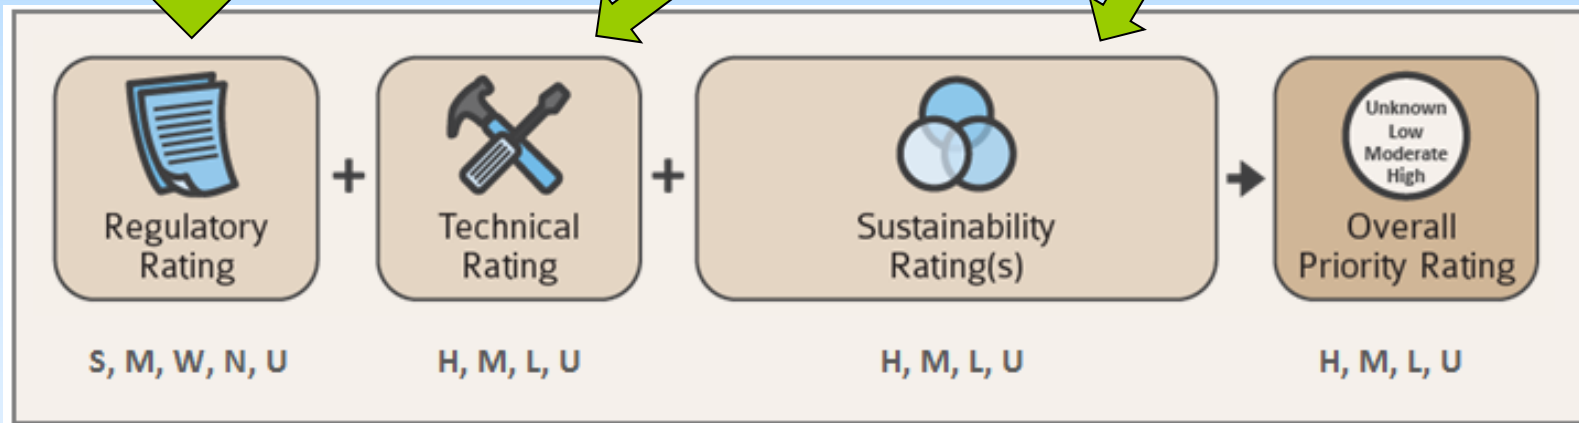 Regulatory
Rating
+
Technical
Rating
+
Sustainability
Rating(s)
Unknown
Low
Moderate
High
Overall
Priority Rating
S, M, W, N, U
H, M, L, U
H, M, L, U
H, M, L, U